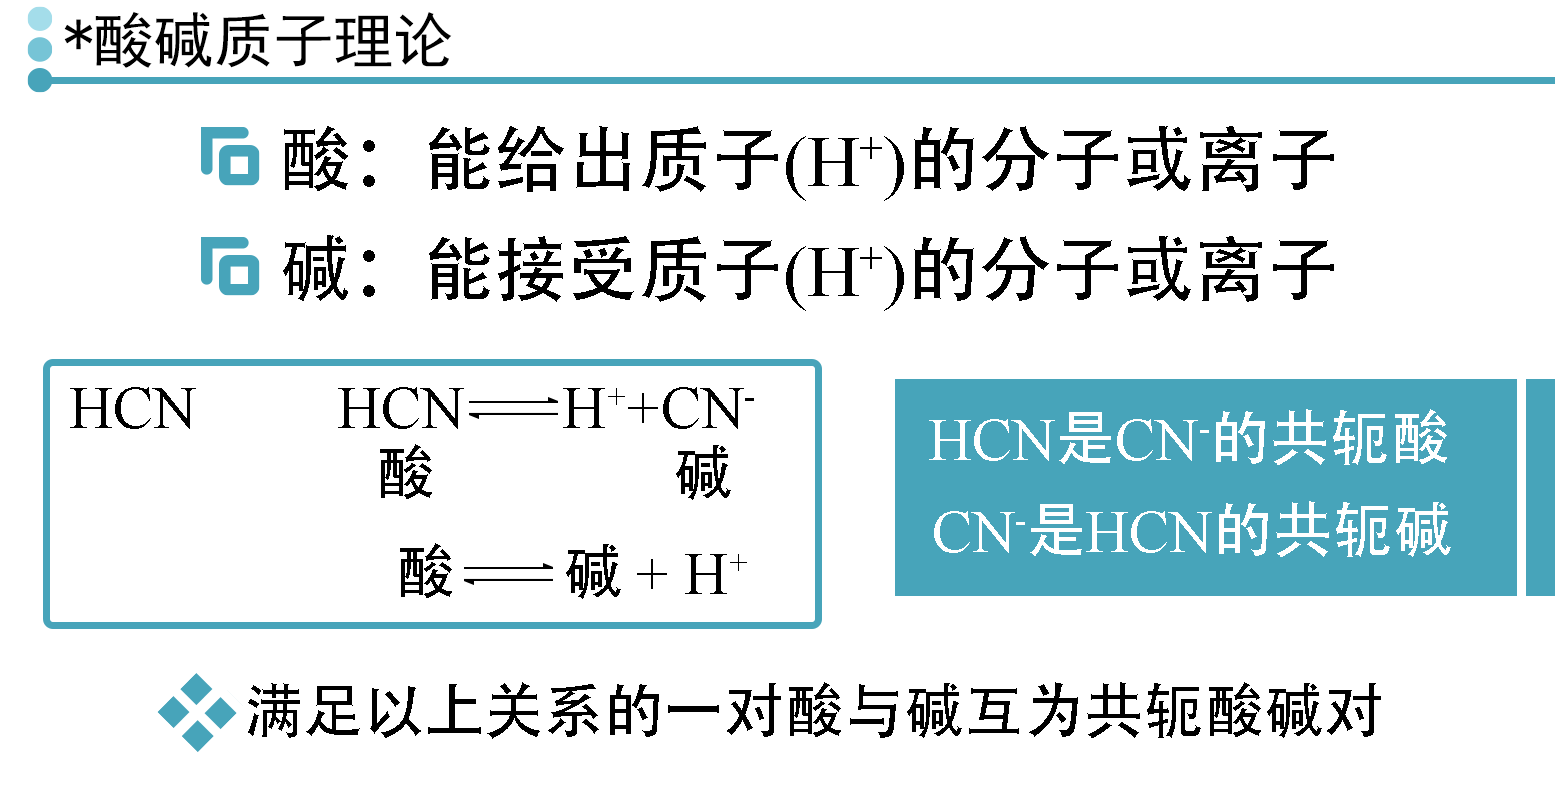 *酸碱质子理论
酸：能给出质子(H⁺)的分子或离子
碱：能接受质子(H⁺)的分子或离子
HCN HCN⇌H⁺+CN⁻
酸 碱
酸⇌碱 + H⁺
HCN是CN⁻的共轭酸
CN⁻是HCN的共轭碱
满足以上关系的一对酸与碱互为共轭酸碱对